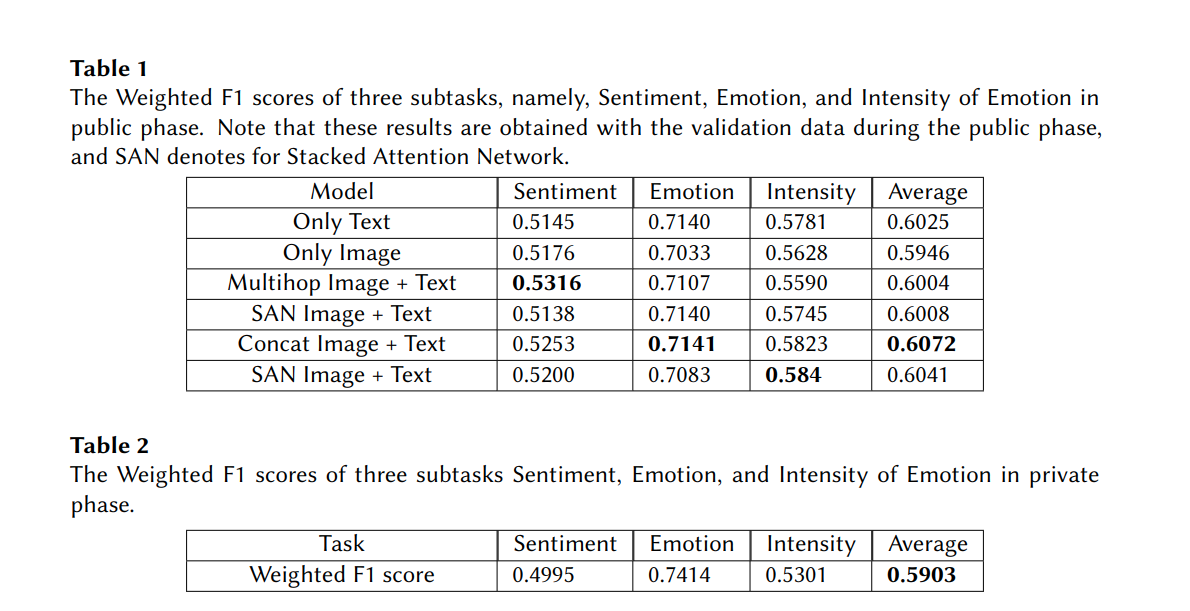 Table 1
The Weighted F1 scores of three subtasks, namely, Sentiment, Emotion, and Intensity of Emotion in
public phase. Note that these results are obtained with the validation data during the public phase,
and SAN denotes for Stacked Attention Network.
Model Sentiment Emotion Intensity Average
Only Text 0.5145 0.7140 0.5781 0.6025
Only Image 0.5176 0.7033 0.5628 0.5946
Multihop Image + Text 0.5316 0.7107 0.5590 0.6004
SAN Image + Text 0.5138 0.7140 0.5745 0.6008
Concat Image + Text 0.5253 0.7141 0.5823 0.6072
SAN Image + Text 0.5200 0.7083 0.584 0.6041
Table 2
The Weighted F1 scores of three subtasks Sentiment, Emotion, and Intensity of Emotion in private
phase.
Task Sentiment Emotion Intensity Average
Weighted F1 score 0.4995 0.7414 0.5301 0.5903